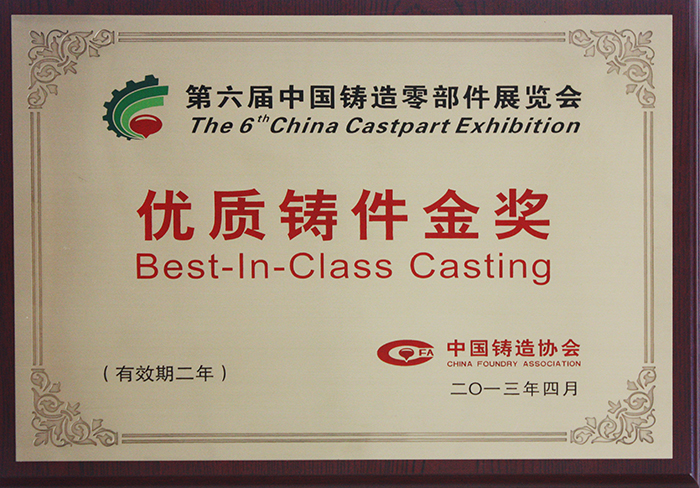 第六届中国铸造零部件展览会
The 6th China Castpart Exhibition
优质铸件金奖
Best-In-Class Casting
FA
中国铸造协会
CHINA FOUNDRY ASSOCIATION
（有效期二年）
二〇一三年四月